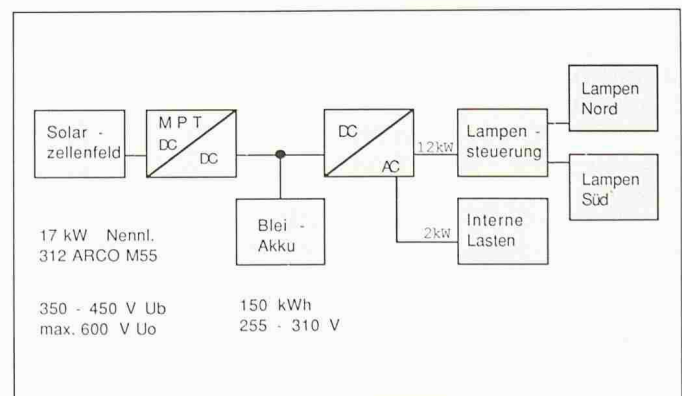 Solar -
zellenfeld
M P T
DC
DC
DC
AC
12kW
2kW
Lampen -
steuerung
Lampen
Nord
Lampen
Süd
Blei -
Akku
Interne
Lasten
17 kW Nennl.
312 ARCO M55
350 - 450 V Ub
max. 600 V Uo
150 kWh
255 - 310 V